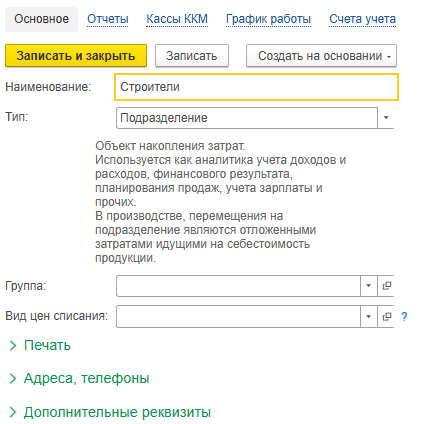 Основное Отчеты Кассы ККМ График работы Счета учета
Записать и закрыть Записать Создать на основании
Наименование: Строители
Тип: Подразделение
Объект накопления затрат.
Используется как аналитика учета доходов и
расходов, финансового результата,
планирования продаж, учета зарплаты и
прочих.
В производстве, перемещения на
подразделение являются отложенными
затратами идущими на себестоимость
продукции.
Группа:
Вид цен списания: ?
Печать
Адреса, телефоны
Дополнительные реквизиты